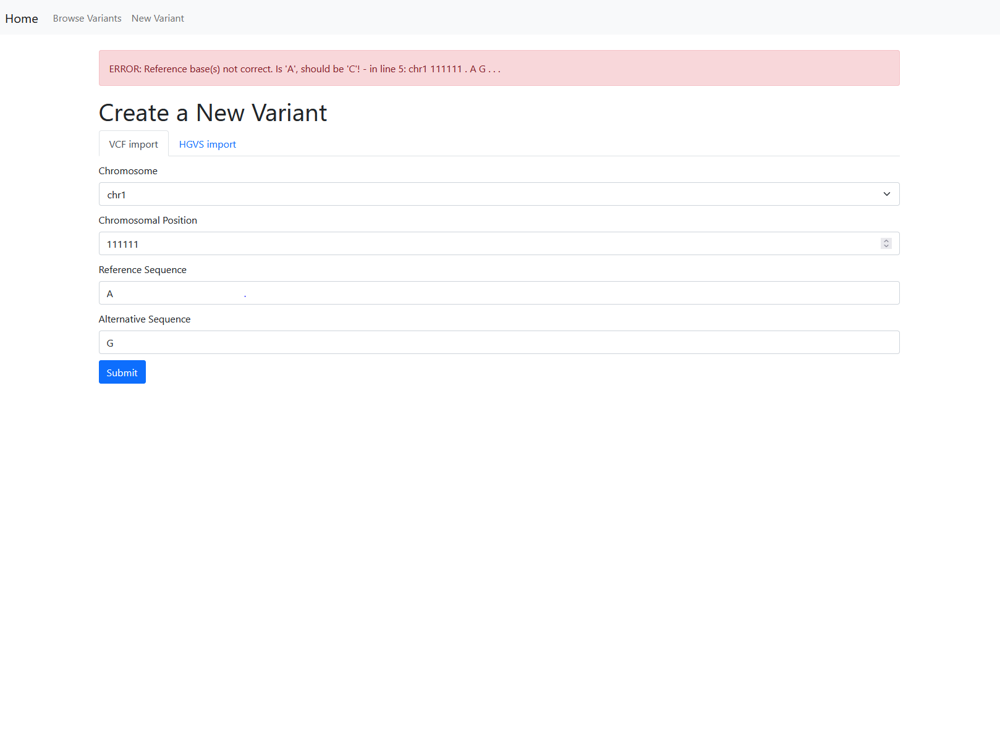 Home Browse Variants New Variant
ERROR: Reference base(s) not correct. Is 'A', should be 'C'! - in line 5: chr1 111111 . A G . . .
Create a New Variant
VCF import HGVS import
Chromosome
chr1
Chromosomal Position
111111
Reference Sequence
A .
Alternative Sequence
G
Submit